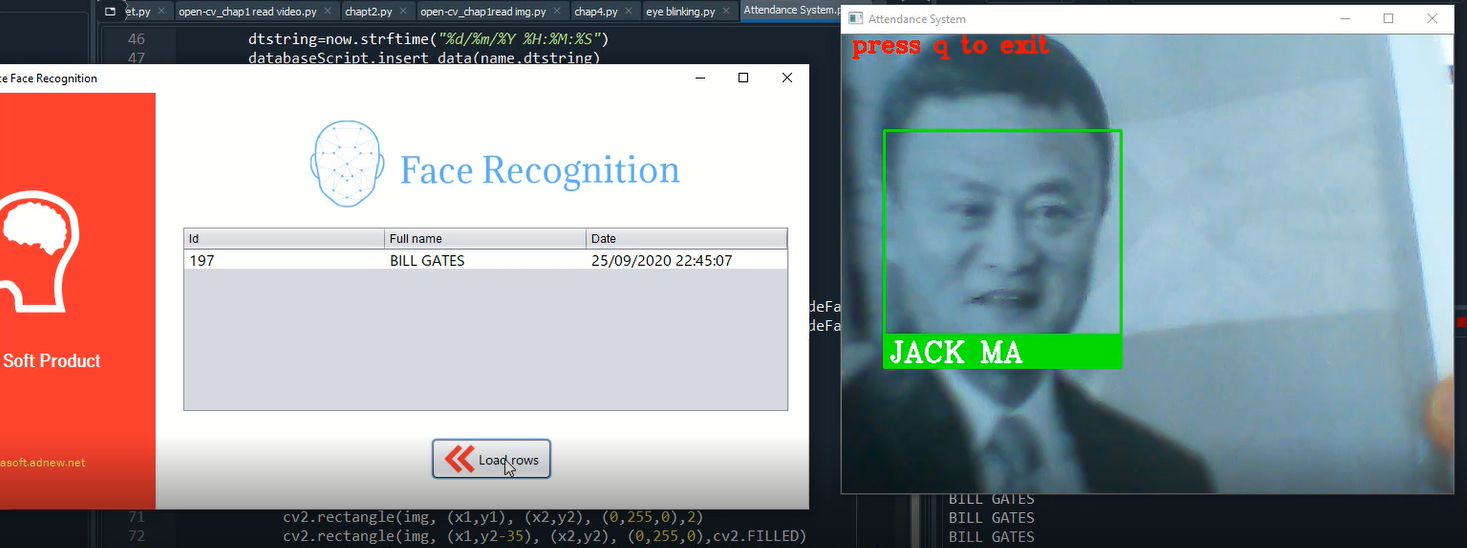 et.py
open-cv_chap1 read video.py
chapt2.py
open-cv_chap1read img.py
chap4.py
eye blinking.py
Attendance System.p
46 dtstring=now.strftime("%d/%m/%Y %H:%M:%S")
47 databaseScript.insert_data(name,dtstring)
ce Face Recognition
Face Recognition
Id Full name Date
197 BILL GATES 25/09/2020 22:45:07
Soft Product
asoft.adnew.net
Load rows
deFa
deFa
71 cv2.rectangle(img, (x1,y1), (x2,y2), (0,255,0),2)
72 cv2.rectangle(img, (x1,y2-35), (x2,y2), (0,255,0),cv2.FILLED)
Attendance System
press q to exit
JACK MA
BILL GATES
BILL GATES
BILL GATES